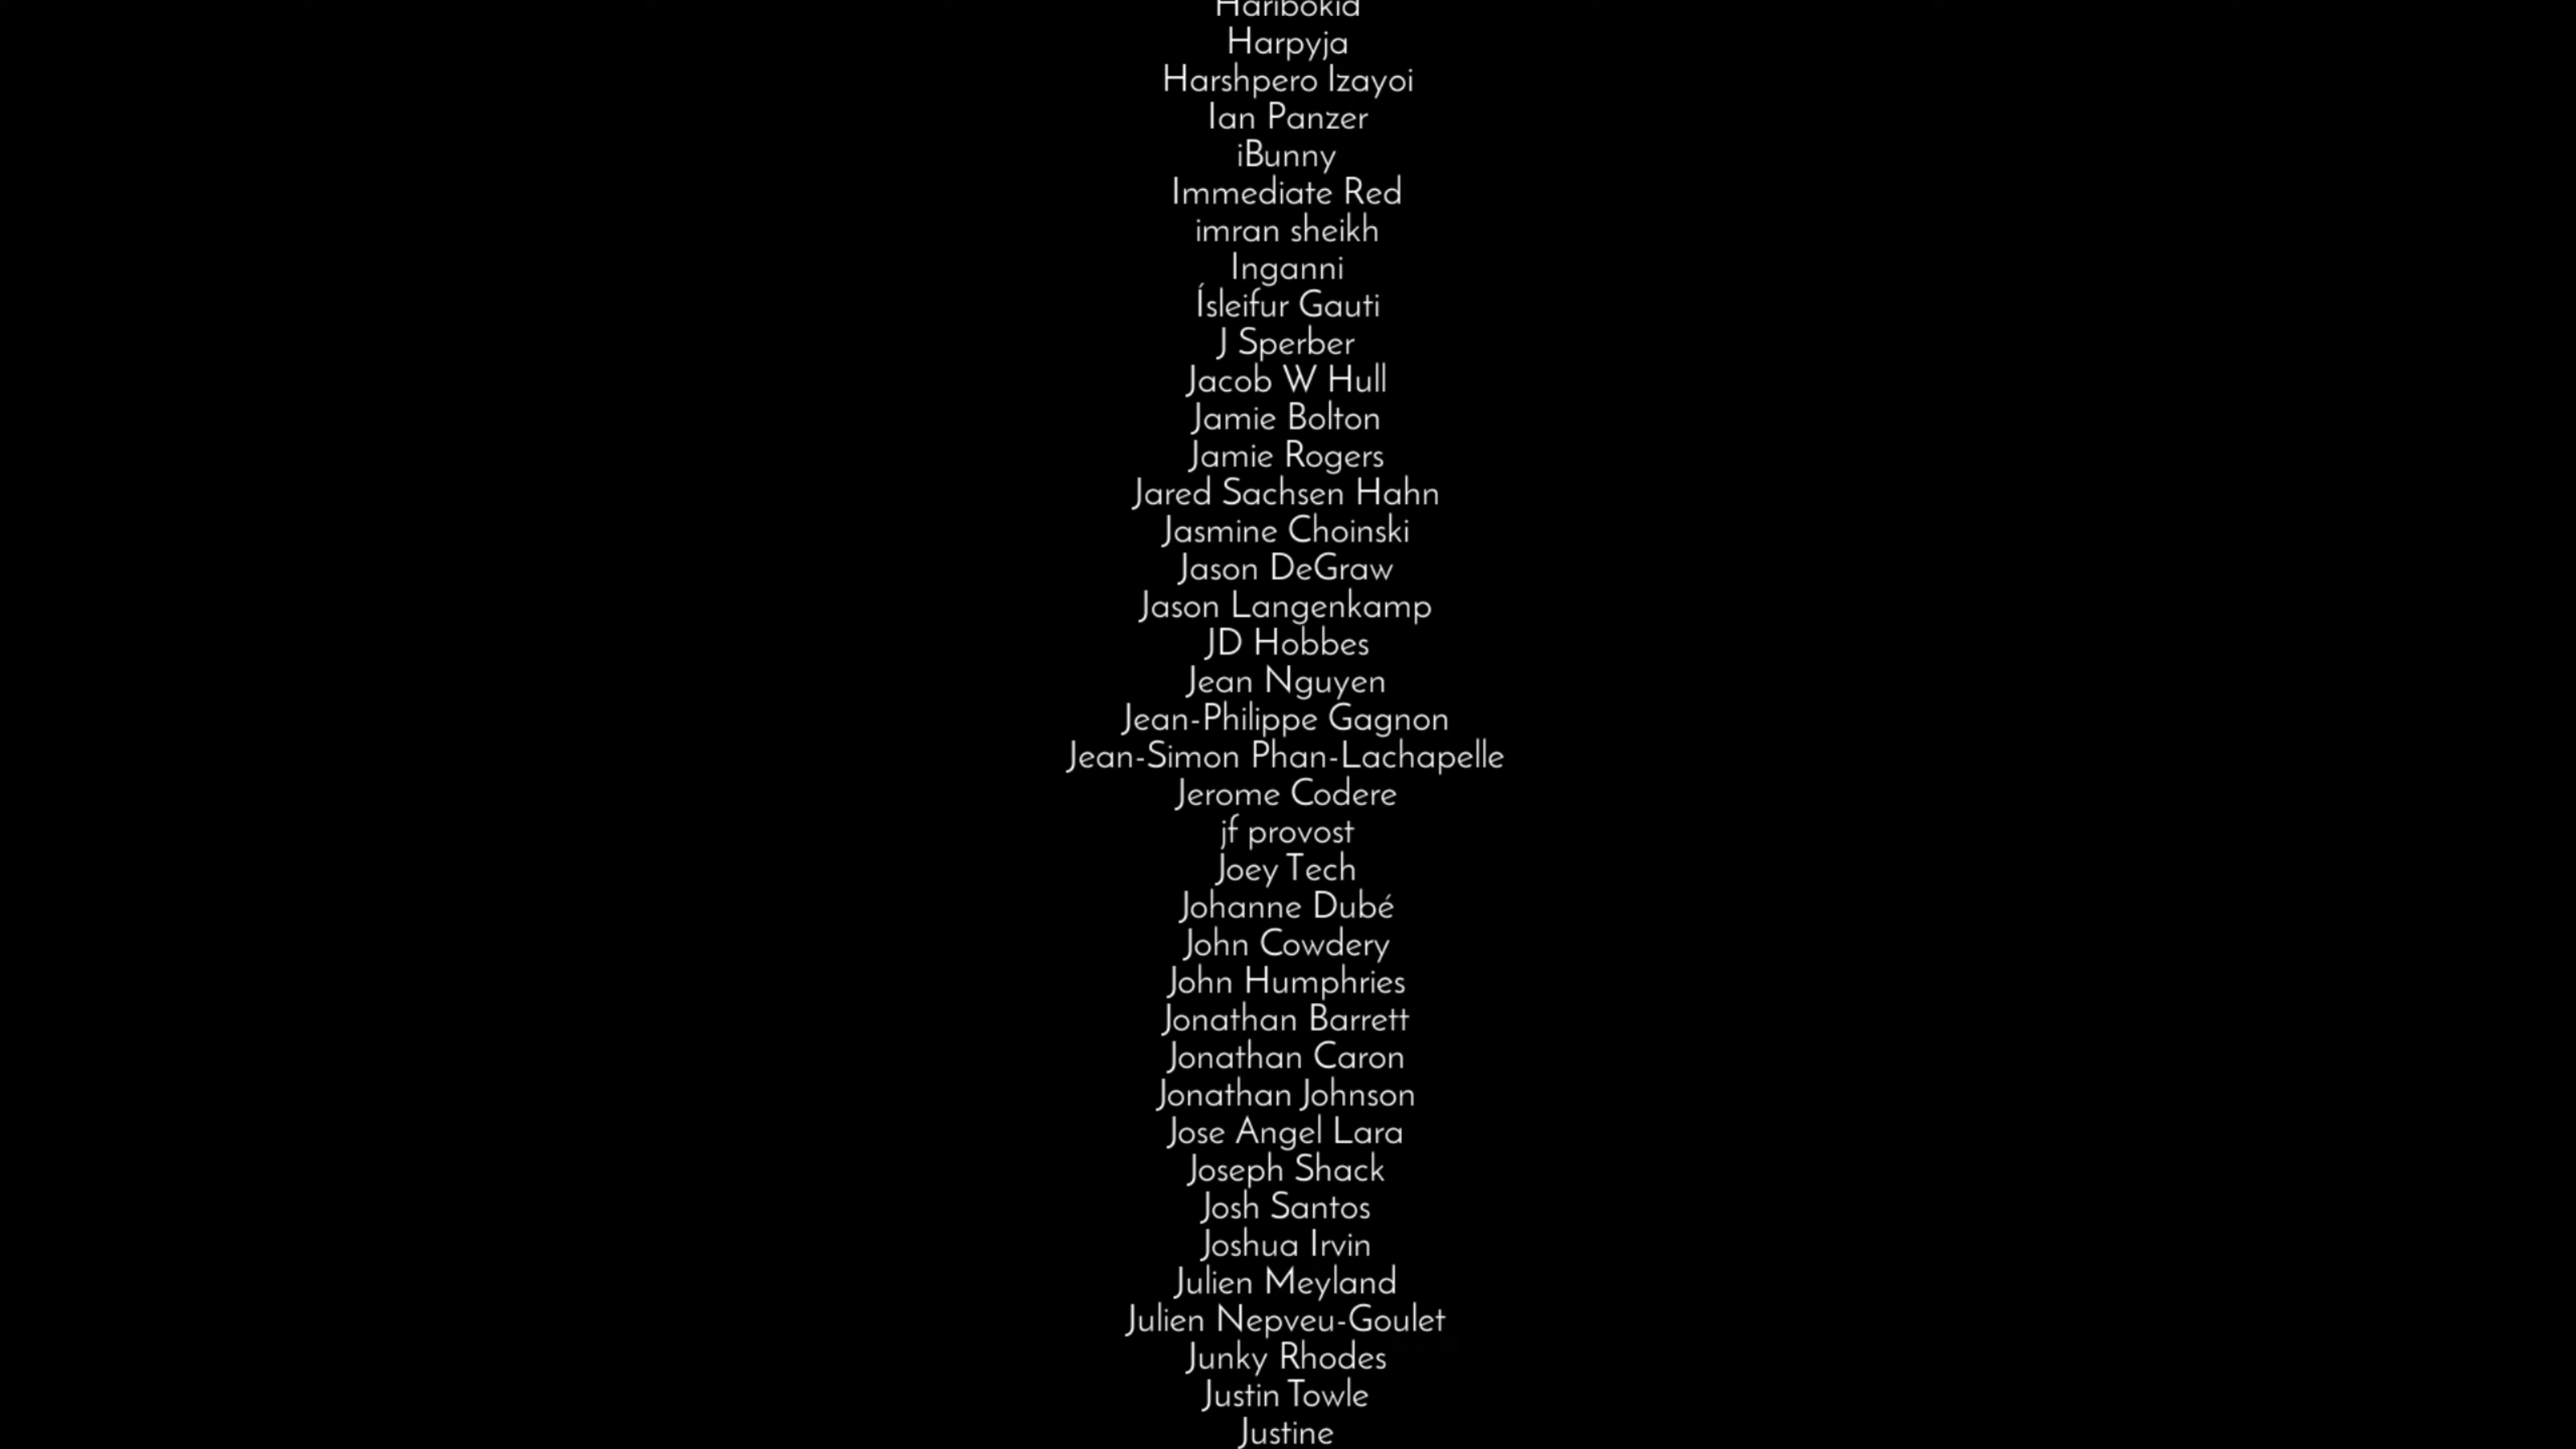 Haribokid
Harpyja
Harshpero Izayoi
Ian Panzer
iBunny
Immediate Red
imran sheikh
Inganni
Ísleifur Gauti
J Sperber
Jacob W Hull
Jamie Bolton
Jamie Rogers
Jared Sachsen Hahn
Jasmine Choinski
Jason DeGraw
Jason Langenkamp
JD Hobbes
Jean Nguyen
Jean-Philippe Gagnon
Jean-Simon Phan-Lachapelle
Jerome Codere
jf provost
Joey Tech
Johanne Dubé
John Cowdery
John Humphries
Jonathan Barrett
Jonathan Caron
Jonathan Johnson
Jose Angel Lara
Joseph Shack
Josh Santos
Joshua Irvin
Julien Meyland
Julien Nepveu-Goulet
Junky Rhodes
Justin Towle
Justine